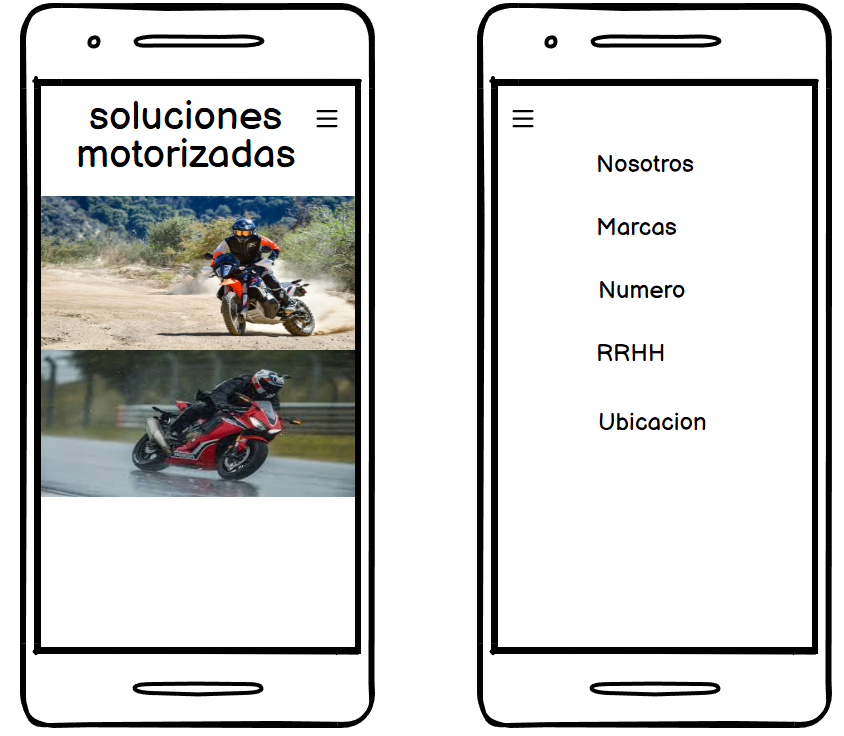 soluciones
motorizadas
Nosotros
Marcas
Numero
RRHH
Ubicacion